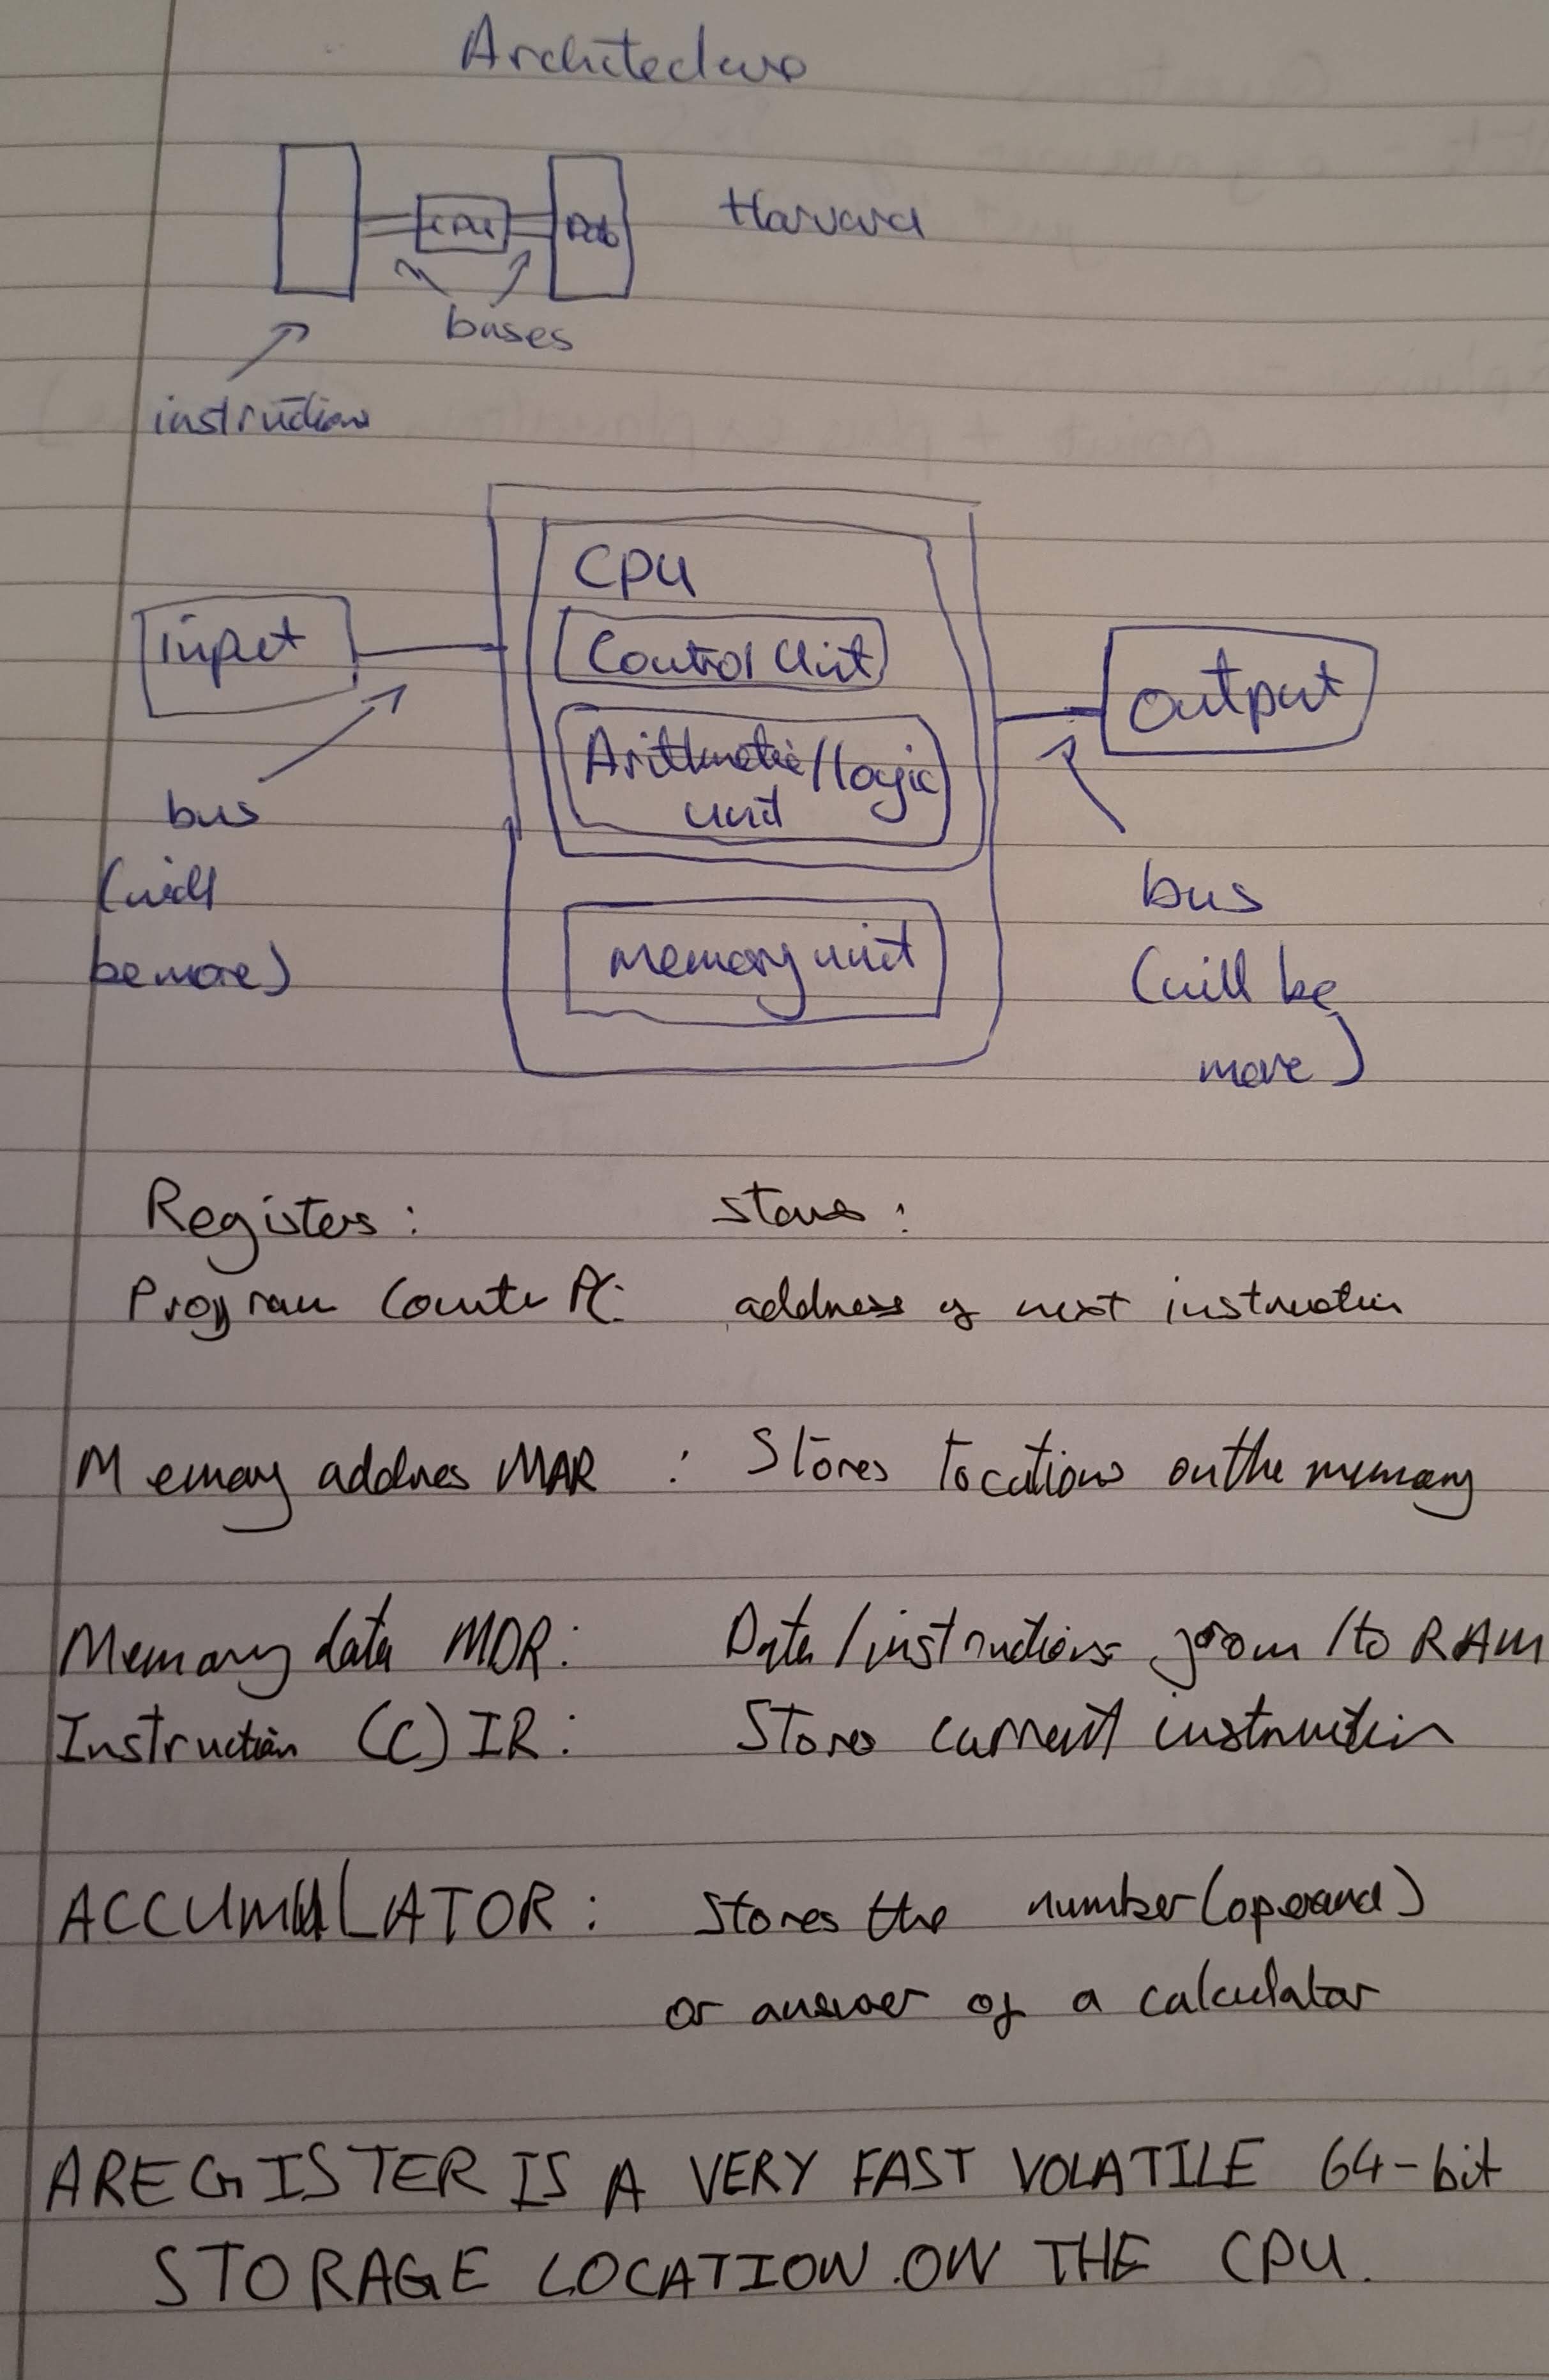 Architecture
CPU Data Harvard
buses
instruction
CPU
input Control Unit
output
Arithmetic/logic
unit
bus
(will bus
be more) memory unit (will be
more)
Registers: stores:
Program Counter PC: address of next instruction
Memory addres MAR : Stores locations on the memory
Memory data MDR: Data/instructions from/to RAM
Instruction (C) IR: Stores current instruction
ACCUMULATOR: Stores the number (operand)
or answer of a calculator
A REGISTER IS A VERY FAST VOLATILE 64-bit
STORAGE LOCATION ON THE CPU.